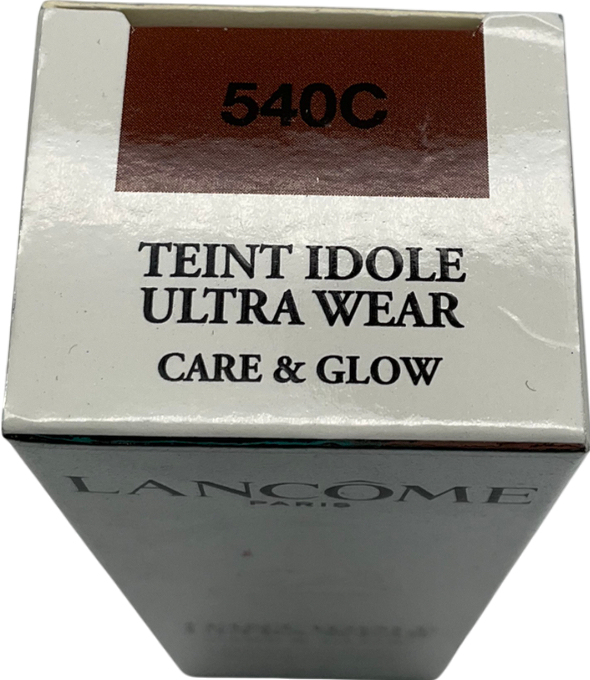 540C
TEINT IDOLE
ULTRA WEAR
CARE & GLOW
LANCÔME
PARIS